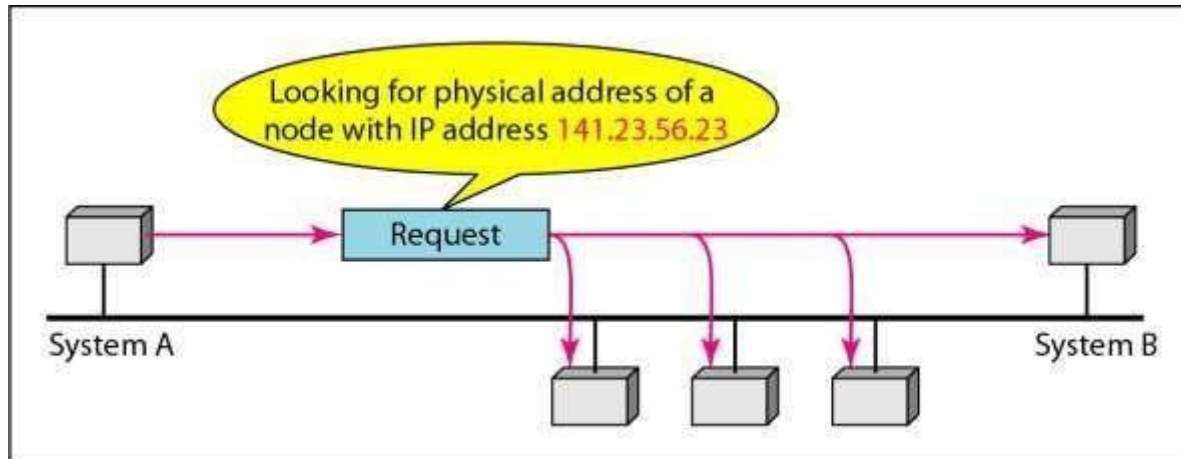 Looking for physical address of a
node with IP address 141.23.56.23
Request
System A
System B